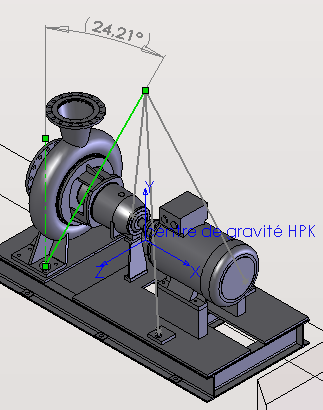 (24,21°)
Y
centre de gravité HPK
Z
X